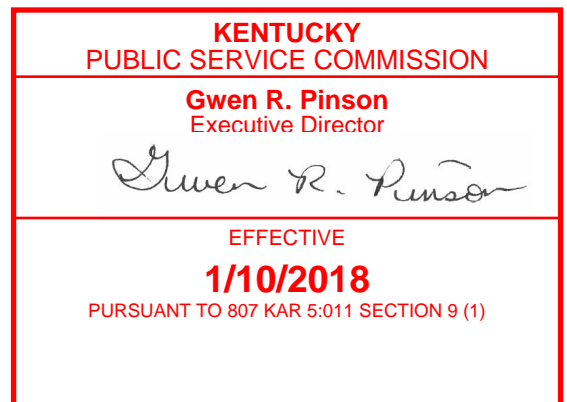 KENTUCKY
PUBLIC SERVICE COMMISSION
Gwen R. Pinson
Executive Director
Gwen R. Pinson
EFFECTIVE
1/10/2018
PURSUANT TO 807 KAR 5:011 SECTION 9 (1)